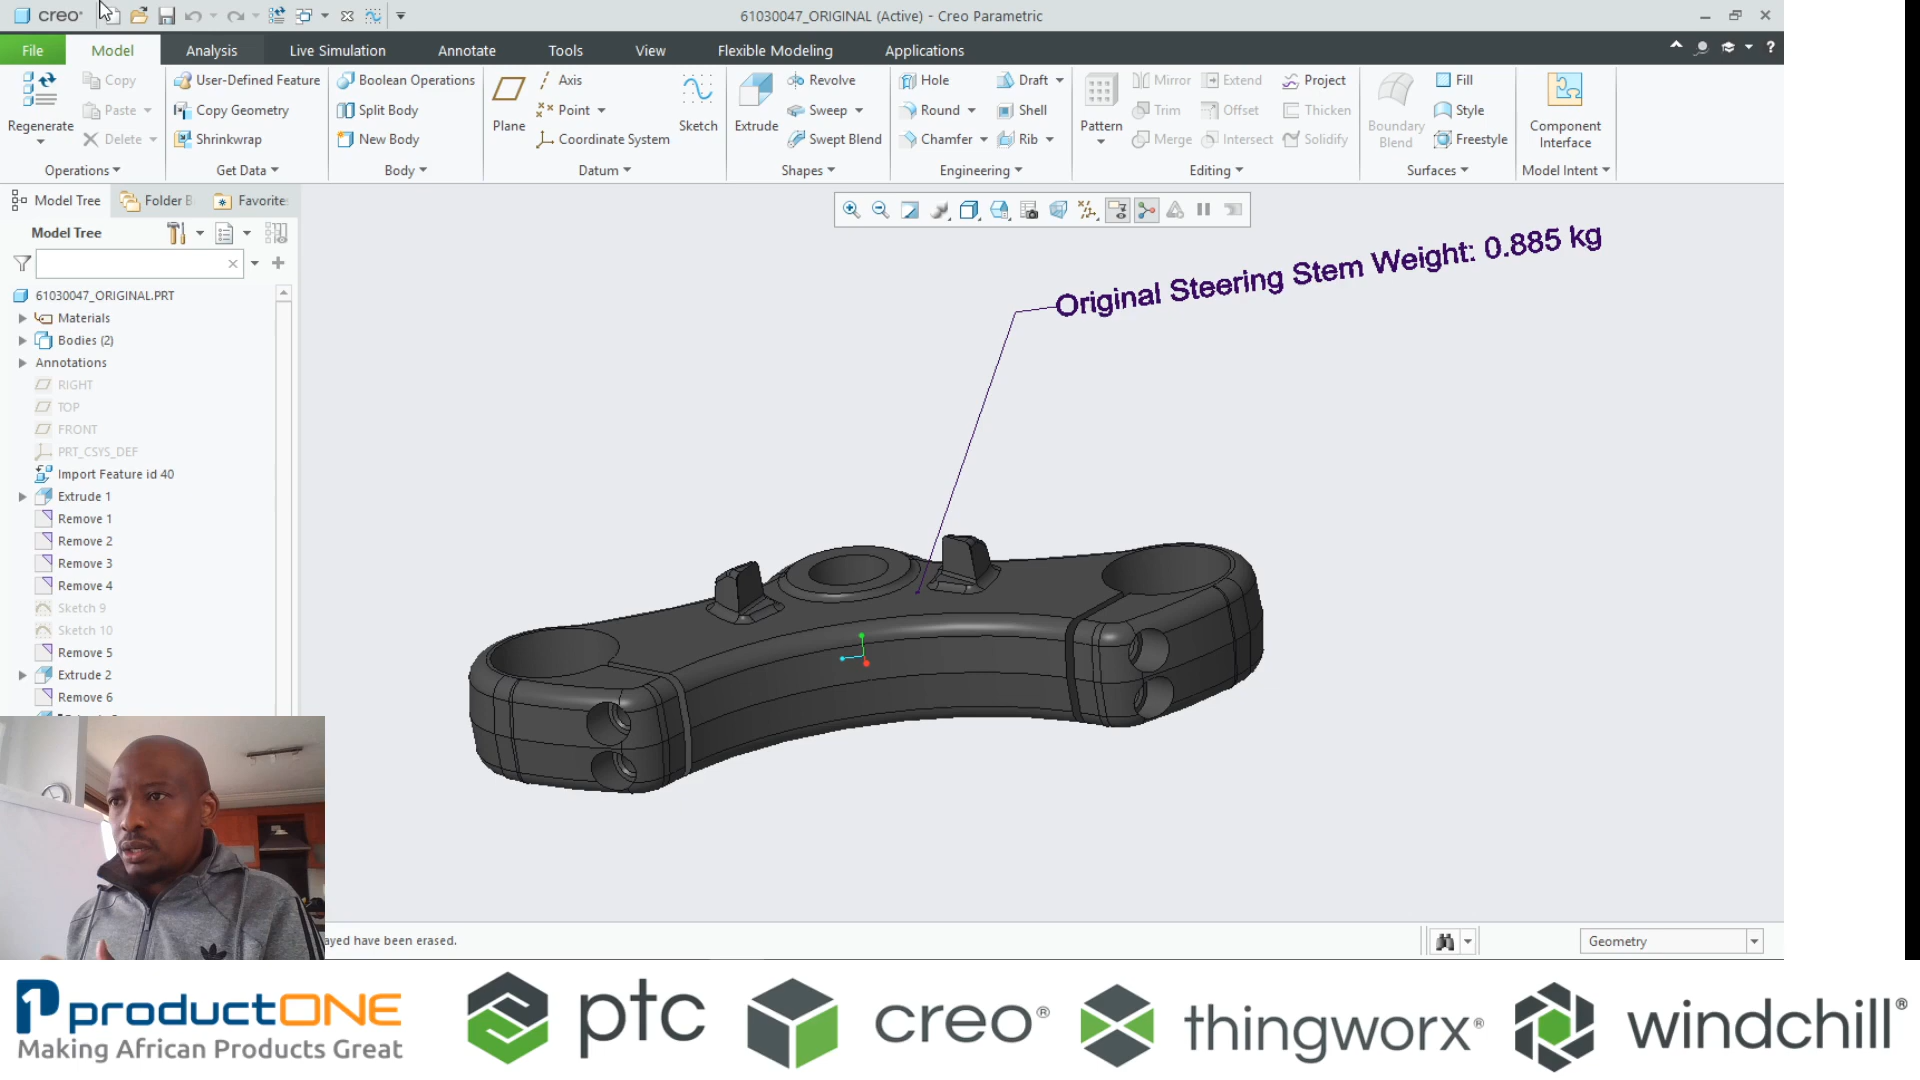 creo®
61030047_ORIGINAL (Active) - Creo Parametric
File Model Analysis Live Simulation Annotate Tools View Flexible Modeling Applications
Regenerate
Copy
Paste
Delete
Operations
User-Defined Feature
Copy Geometry
Shrinkwrap
Get Data
Boolean Operations
Split Body
New Body
Body
Plane
Axis
Point
Coordinate System
Sketch
Datum
Extrude
Revolve
Sweep
Swept Blend
Shapes
Hole
Round
Chamfer
Draft
Shell
Rib
Engineering
Pattern
Mirror
Trim
Merge
Extend
Offset
Intersect
Project
Thicken
Solidify
Editing
Boundary
Blend
Fill
Style
Freestyle
Surfaces
Component
Interface
Model Intent
Model Tree Folder B Favorite
Model Tree
61030047_ORIGINAL.PRT
Materials
Bodies (2)
Annotations
RIGHT
TOP
FRONT
PRT_CSYS_DEF
Import Feature id 40
Extrude 1
Remove 1
Remove 2
Remove 3
Remove 4
Sketch 9
Sketch 10
Remove 5
Extrude 2
Remove 6
Original Steering Stem Weight: 0.885 kg
ayed have been erased.
Geometry
1 productONE
Making African Products Great
ptc
creo®
thingworx®
windchill®